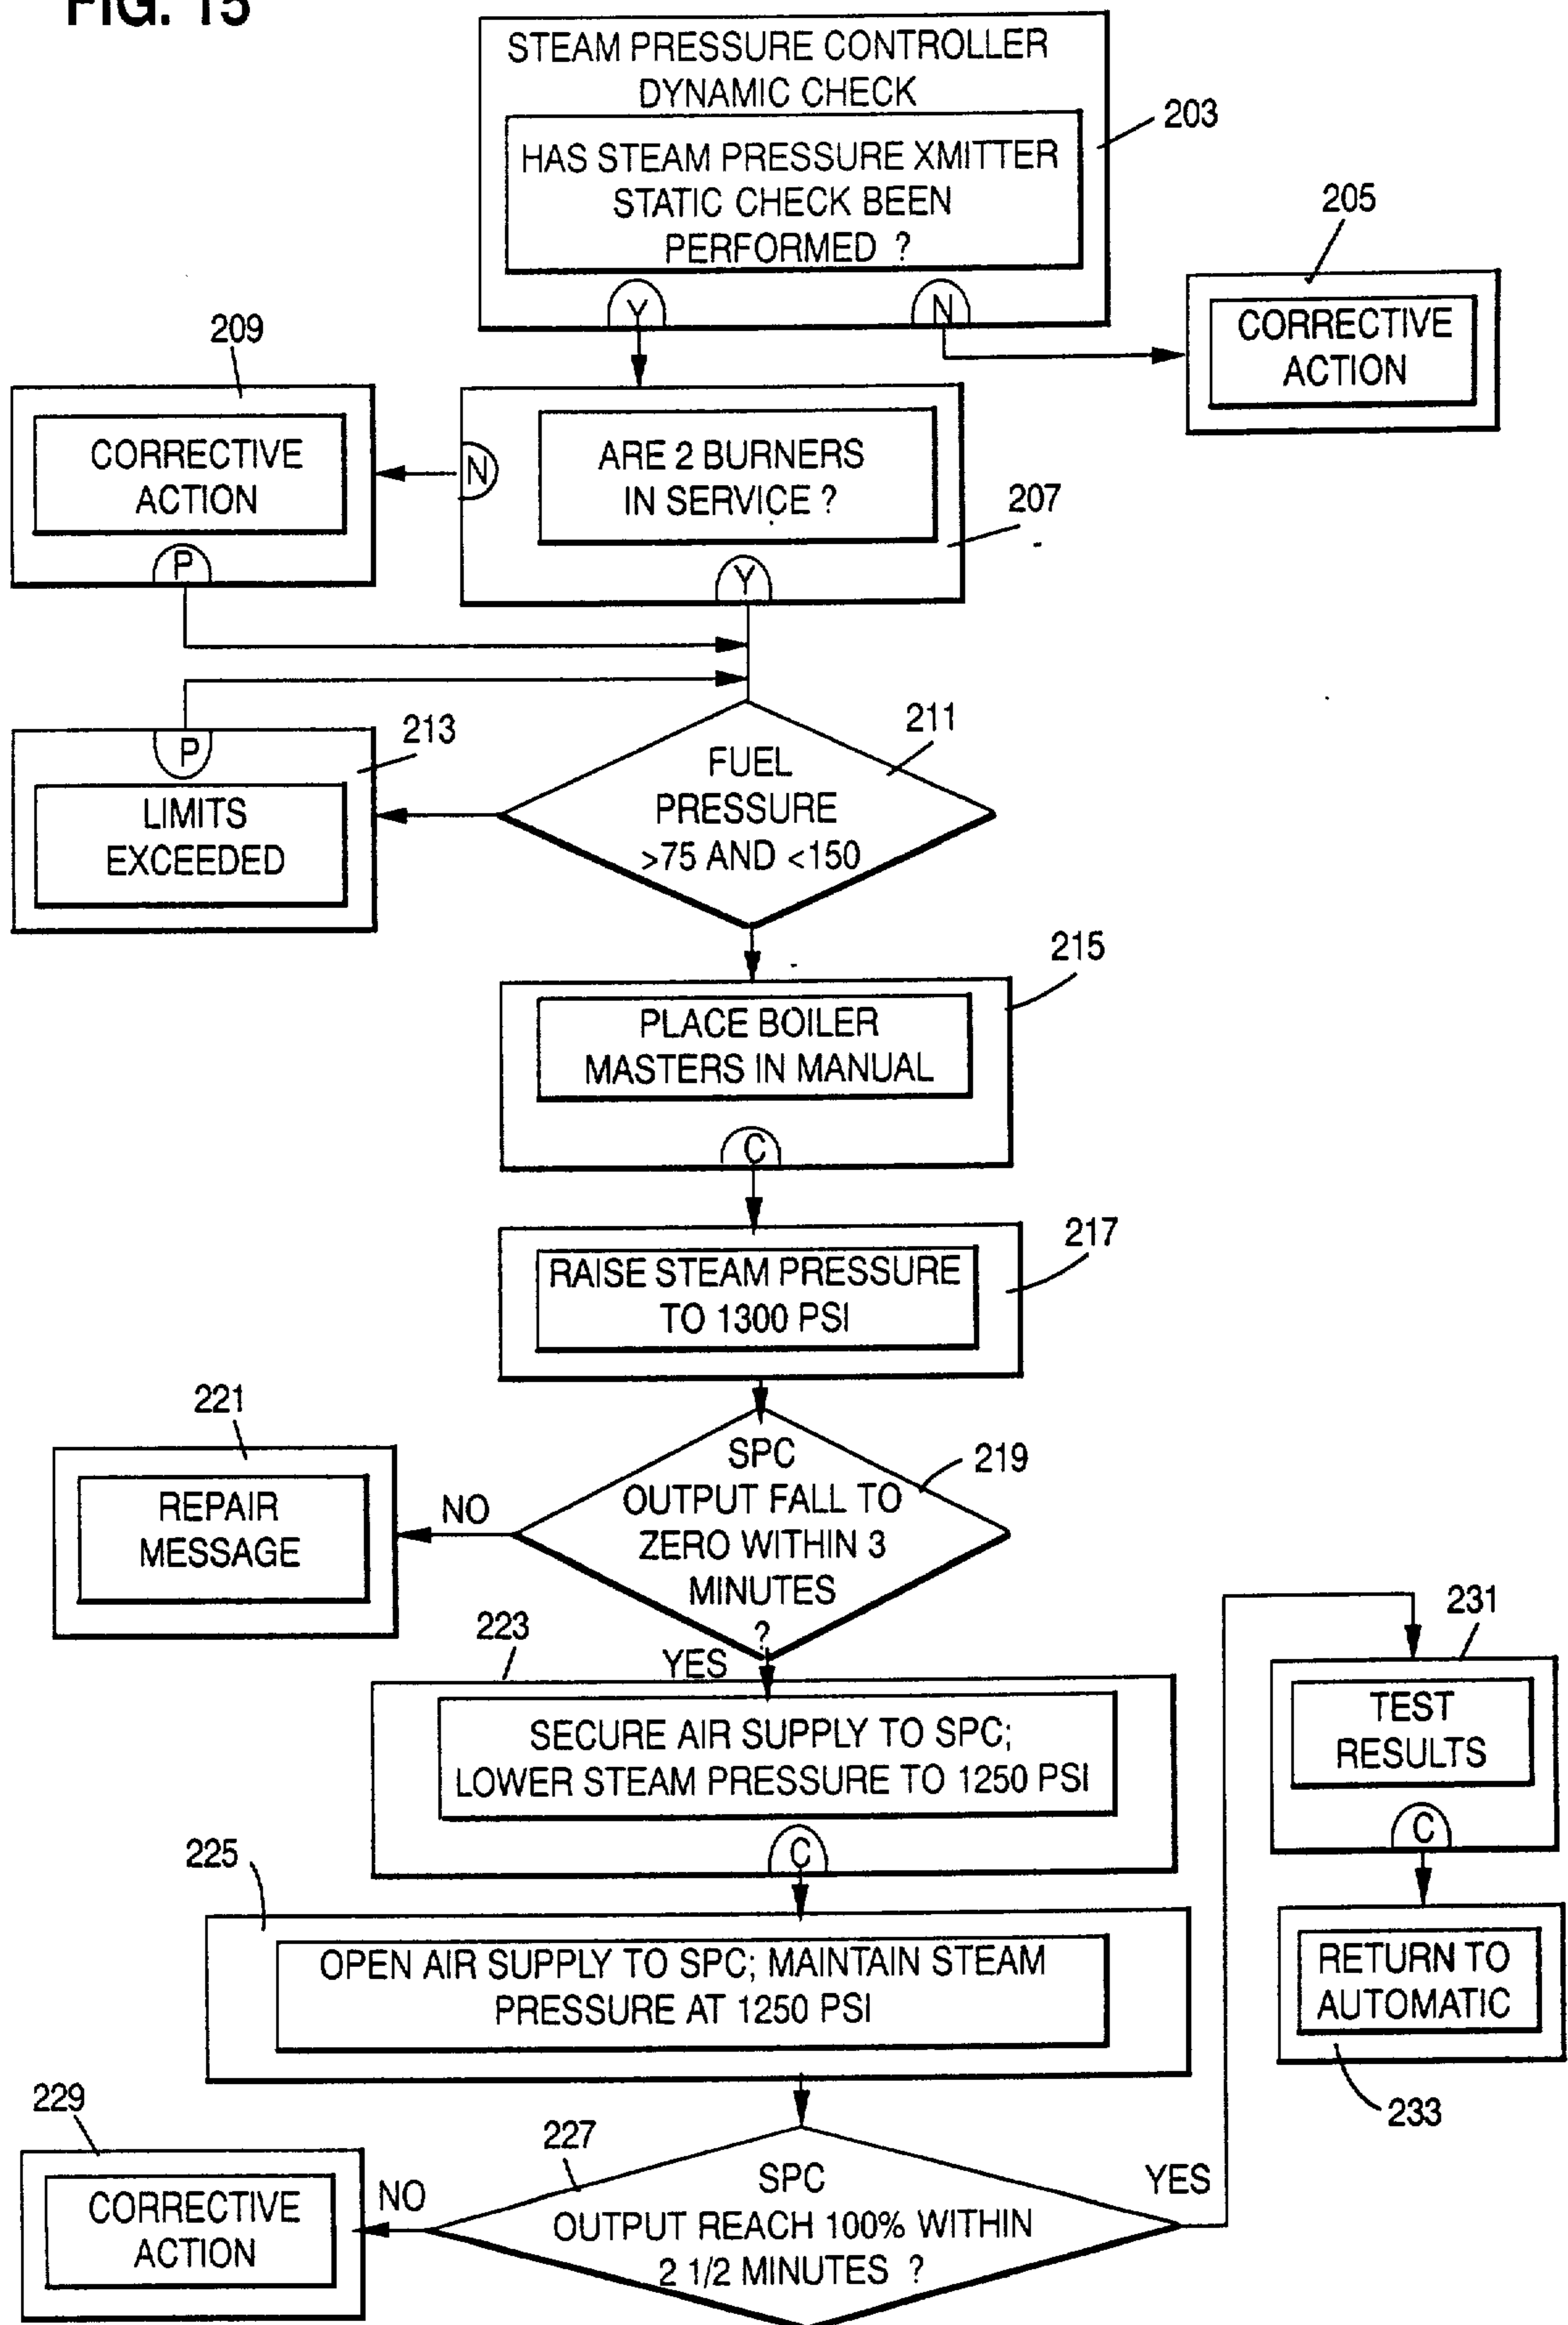 FIG. 15
STEAM PRESSURE CONTROLLER
DYNAMIC CHECK
HAS STEAM PRESSURE XMITTER
STATIC CHECK BEEN
PERFORMED ?
203
Y
N
205
CORRECTIVE
ACTION
209
CORRECTIVE
ACTION
P
N
ARE 2 BURNERS
IN SERVICE ?
207
Y
213
P
LIMITS
EXCEEDED
211
FUEL
PRESSURE
>75 AND <150
215
PLACE BOILER
MASTERS IN MANUAL
C
217
RAISE STEAM PRESSURE
TO 1300 PSI
221
REPAIR
MESSAGE
NO
219
SPC
OUTPUT FALL TO
ZERO WITHIN 3
MINUTES
?
YES
223
SECURE AIR SUPPLY TO SPC;
LOWER STEAM PRESSURE TO 1250 PSI
C
231
TEST
RESULTS
C
225
OPEN AIR SUPPLY TO SPC; MAINTAIN STEAM
PRESSURE AT 1250 PSI
RETURN TO
AUTOMATIC
233
229
CORRECTIVE
ACTION
NO
227
SPC
OUTPUT REACH 100% WITHIN
2 1/2 MINUTES ?
YES